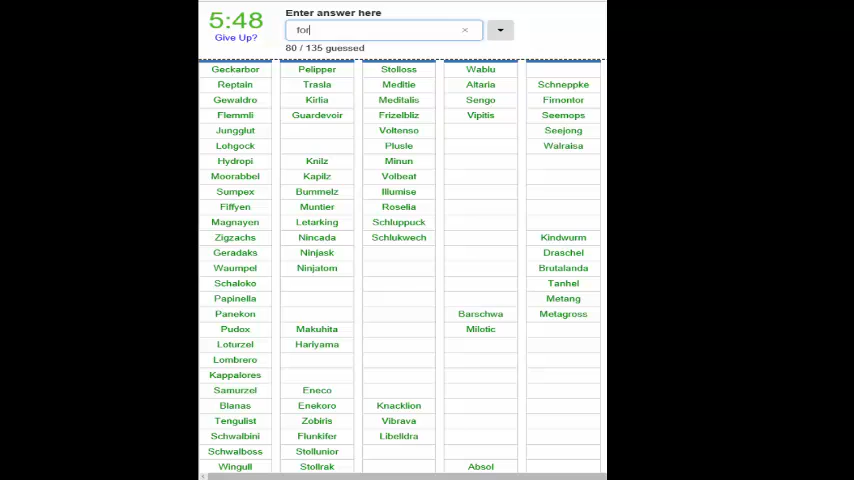 5:48
Give Up?
Enter answer here
tor
80 / 135 guessed
Geckarbor Pelipper Stolloss Wablu
Reptain Trasla Meditie Altaria Schneppke
Gewaldro Kirlia Meditalis Sengo Fimontor
Flemmli Guardevoir Frizelbliz Vipitis Seemops
Jungglut Voltenso Seejong
Lohgock Plusle Walraisa
Hydropi Knilz Minun
Moorabbel Kapilz Volbeat
Sumpex Bummelz Illumise
Fiffyen Muntier Roselia
Magnayen Letarking Schluppuck
Zigzachs Nincada Schlukwech Kindwurm
Geradaks Ninjask Draschel
Waumpel Ninjatom Brutalanda
Schaloko Tanhel
Papinella Metang
Panekon Barschwa Metagross
Pudox Makuhita Milotic
Loturzel Hariyama
Lombrero
Kappalores
Samurzel Eneco
Blanas Enekoro Knacklion
Tengulist Zobiris Vibrava
Schwalbini Flunkifer Libelldra
Schwalboss Stollunior
Wingull Stollrak Absol